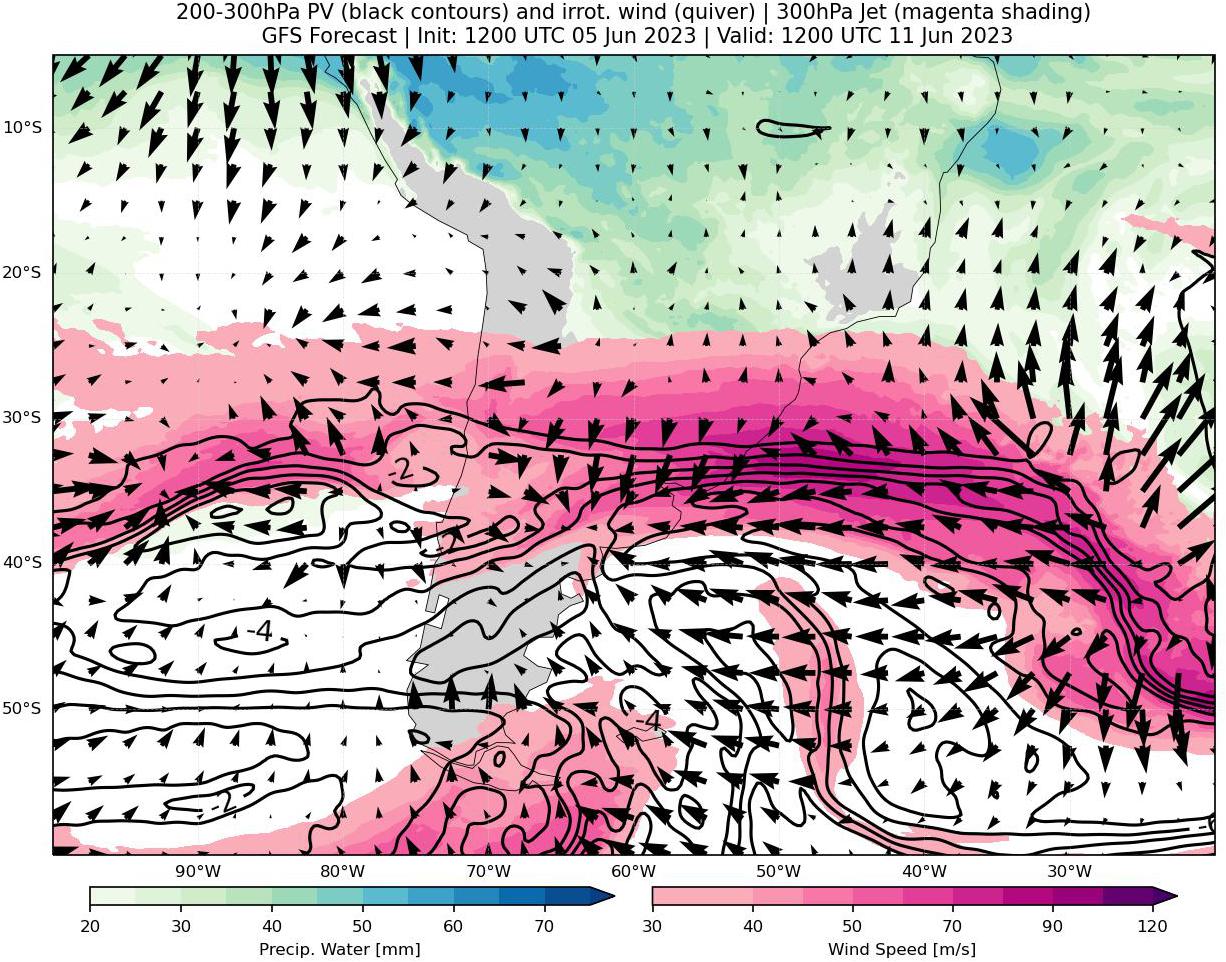 200-300hPa PV (black contours) and irrot. wind (quiver) | 300hPa Jet (magenta shading)
GFS Forecast | Init: 1200 UTC 05 Jun 2023 | Valid: 1200 UTC 11 Jun 2023
10°S
20°S
30°S
-2
40°S
-4
50°S
-4
-2
90°W 80°W 70°W 60°W 50°W 40°W 30°W
20 30 40 50 60 70 30 40 50 70 90 120
Precip. Water [mm] Wind Speed [m/s]